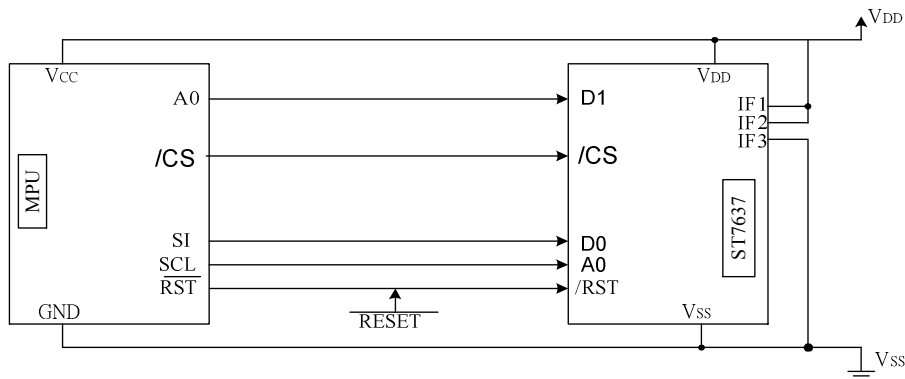 VDD
VCC
A0
/CS
MPU
SI
SCL
RST
GND
RESET
VDD
D1
IF1
IF2
IF3
/CS
ST7637
D0
A0
/RST
VSS
VSS